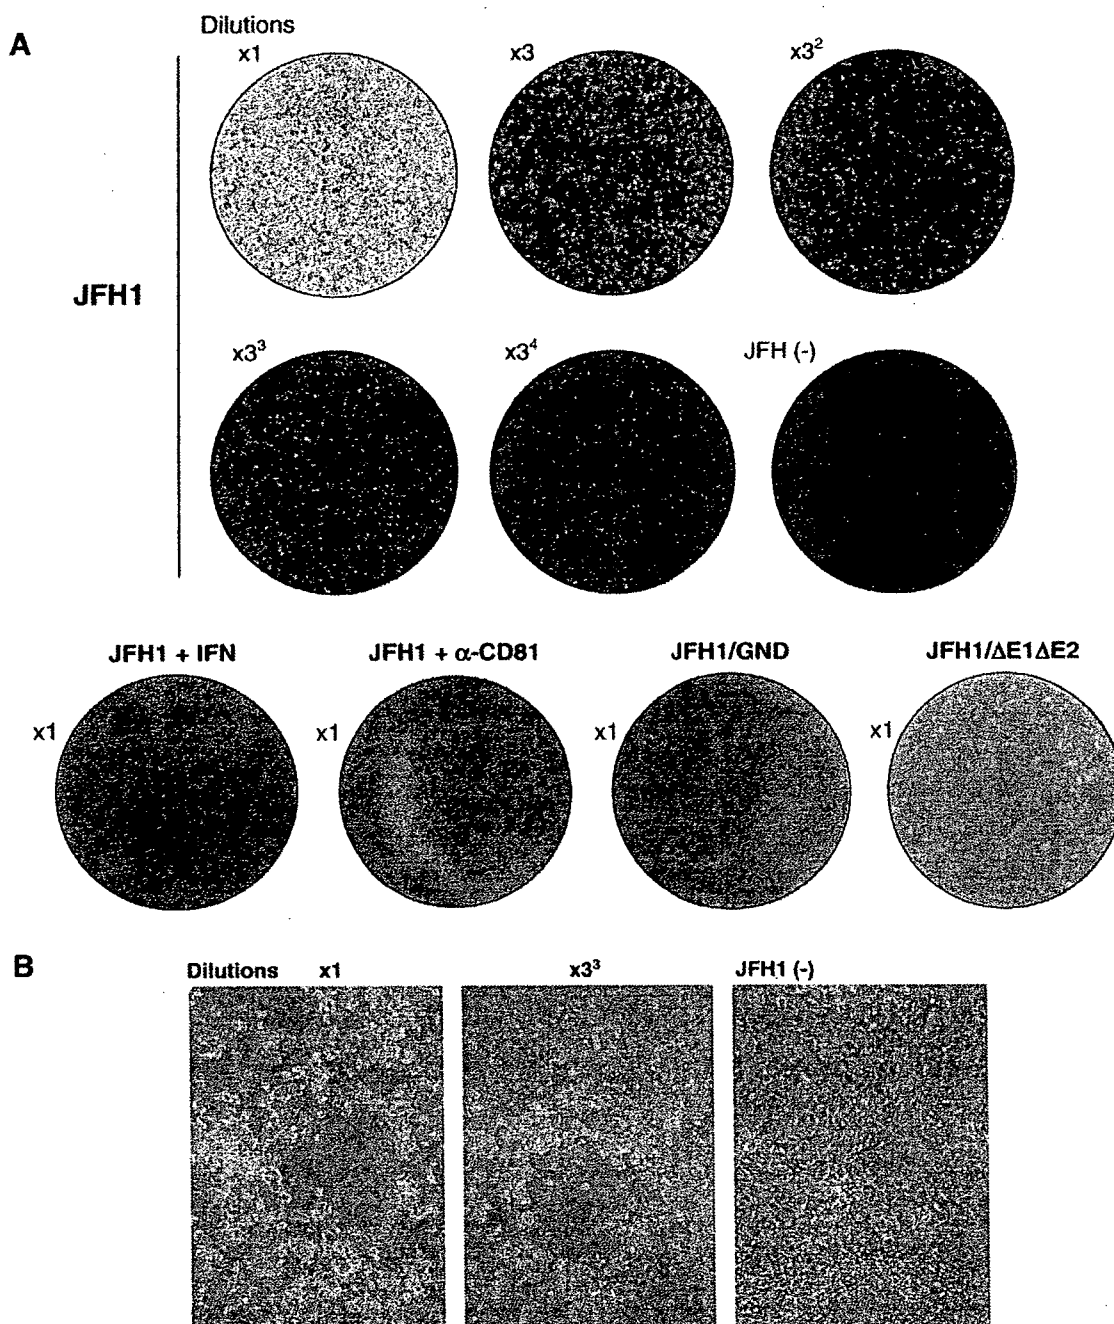 A
Dilutions
x1
x3
x3²
JFH1
x3³
x3⁴
JFH (-)
JFH1 + IFN
JFH1 + α-CD81
JFH1/GND
JFH1/ΔE1ΔE2
x1
x1
x1
x1
B
Dilutions
x1
x3³
JFH1 (-)